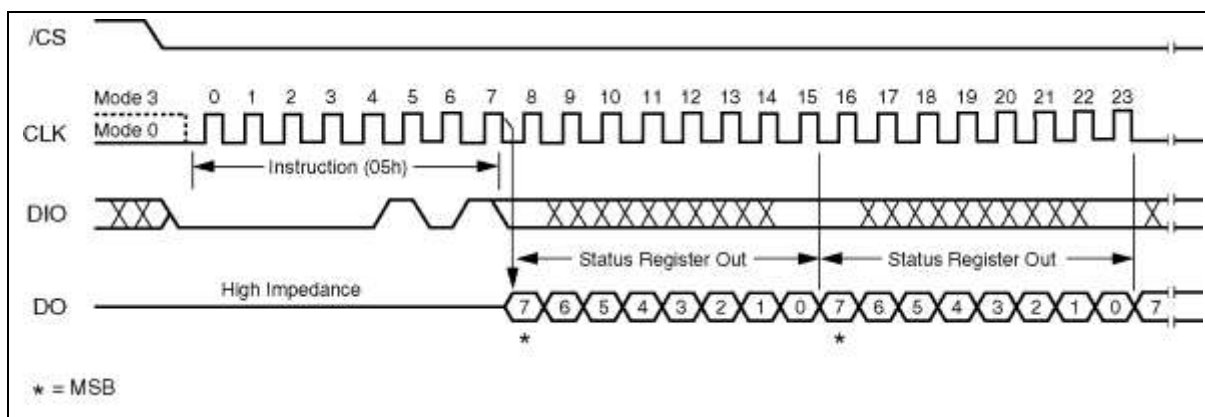 /CS
Mode 3 0 1 2 3 4 5 6 7 8 9 10 11 12 13 14 15 16 17 18 19 20 21 22 23
CLK Mode 0
Instruction (05h)
DIO
Status Register Out Status Register Out
High Impedance
DO 7 6 5 4 3 2 1 0 7 6 5 4 3 2 1 0 7
* *
* = MSB